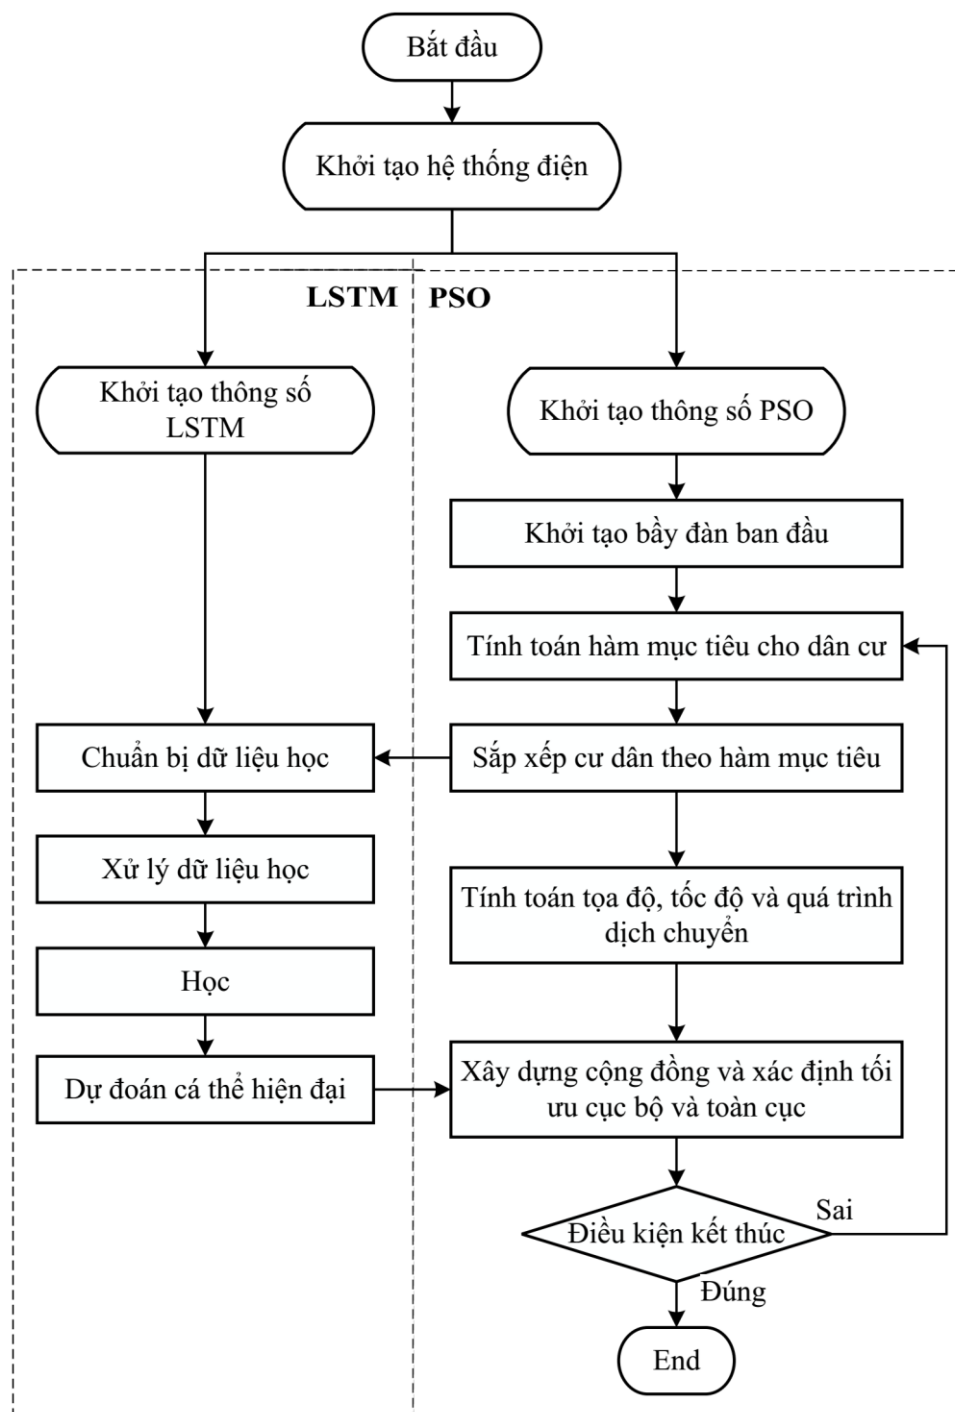 Bắt đầu
Khởi tạo hệ thống điện
LSTM
PSO
Khởi tạo thông số
LSTM
Khởi tạo thông số PSO
Khởi tạo bầy đàn ban đầu
Tính toán hàm mục tiêu cho dân cư
Chuẩn bị dữ liệu học
Sắp xếp cư dân theo hàm mục tiêu
Xử lý dữ liệu học
Tính toán tọa độ, tốc độ và quá trình
dịch chuyển
Học
Dự đoán cá thể hiện đại
Xây dựng cộng đồng và xác định tối
ưu cục bộ và toàn cục
Sai
Điều kiện kết thúc
Đúng
End